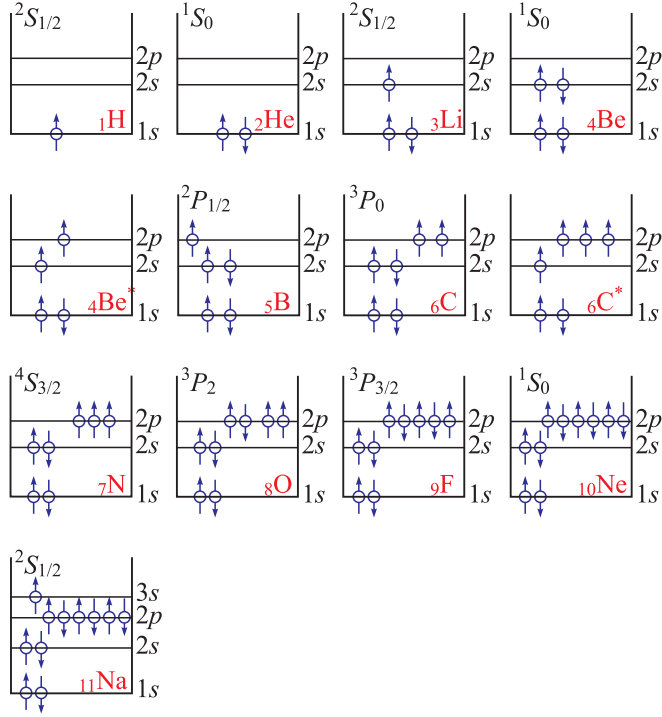 ²S₁/₂ ¹S₀ ²S₁/₂ ¹S₀
2p 2p 2p 2p
2s 2s 2s 2s
₁H 1s ₂He 1s ₃Li 1s ₄Be 1s
²P₁/₂ ³P₀
2p 2p 2p 2p
2s 2s 2s 2s
₄Be* 1s ₅B 1s ₆C 1s ₆C* 1s
⁴S₃/₂ ³P₂ ³P₃/₂ ¹S₀
2p 2p 2p 2p
2s 2s 2s 2s
₇N 1s ₈O 1s ₉F 1s ₁₀Ne 1s
²S₁/₂
3s
2p
2s
₁₁Na 1s